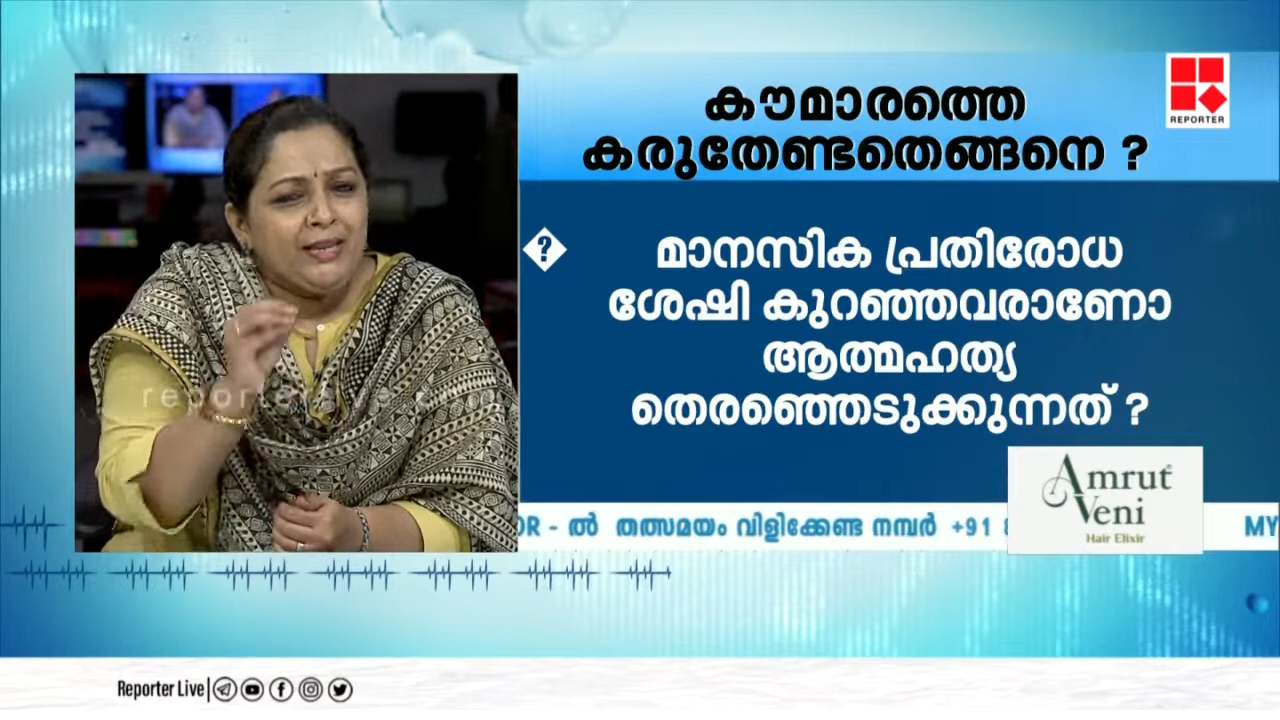 കൗമാരത്തെ
കരുതേണ്ടതെങ്ങനെ ?
REPORTER
?
മാനസിക പ്രതിരോധ
ശേഷി കുറഞ്ഞവരാണോ
ആത്മഹത്യ
തെരഞ്ഞെടുക്കുന്നത് ?
Amrut
Veni
Hair Elixir
OR - ൽ തത്സമയം വിളിക്കേണ്ട നമ്പർ +91 MY
Reporter Live